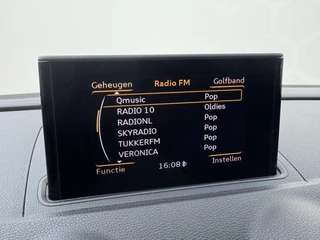 Geheugen Radio FM Golfband
Qmusic Pop
RADIO 10 Oldies
RADIONL Pop
SKYRADIO Pop
TUKKERFM Pop
VERONICA Pop
Functie 16:08 Instellen